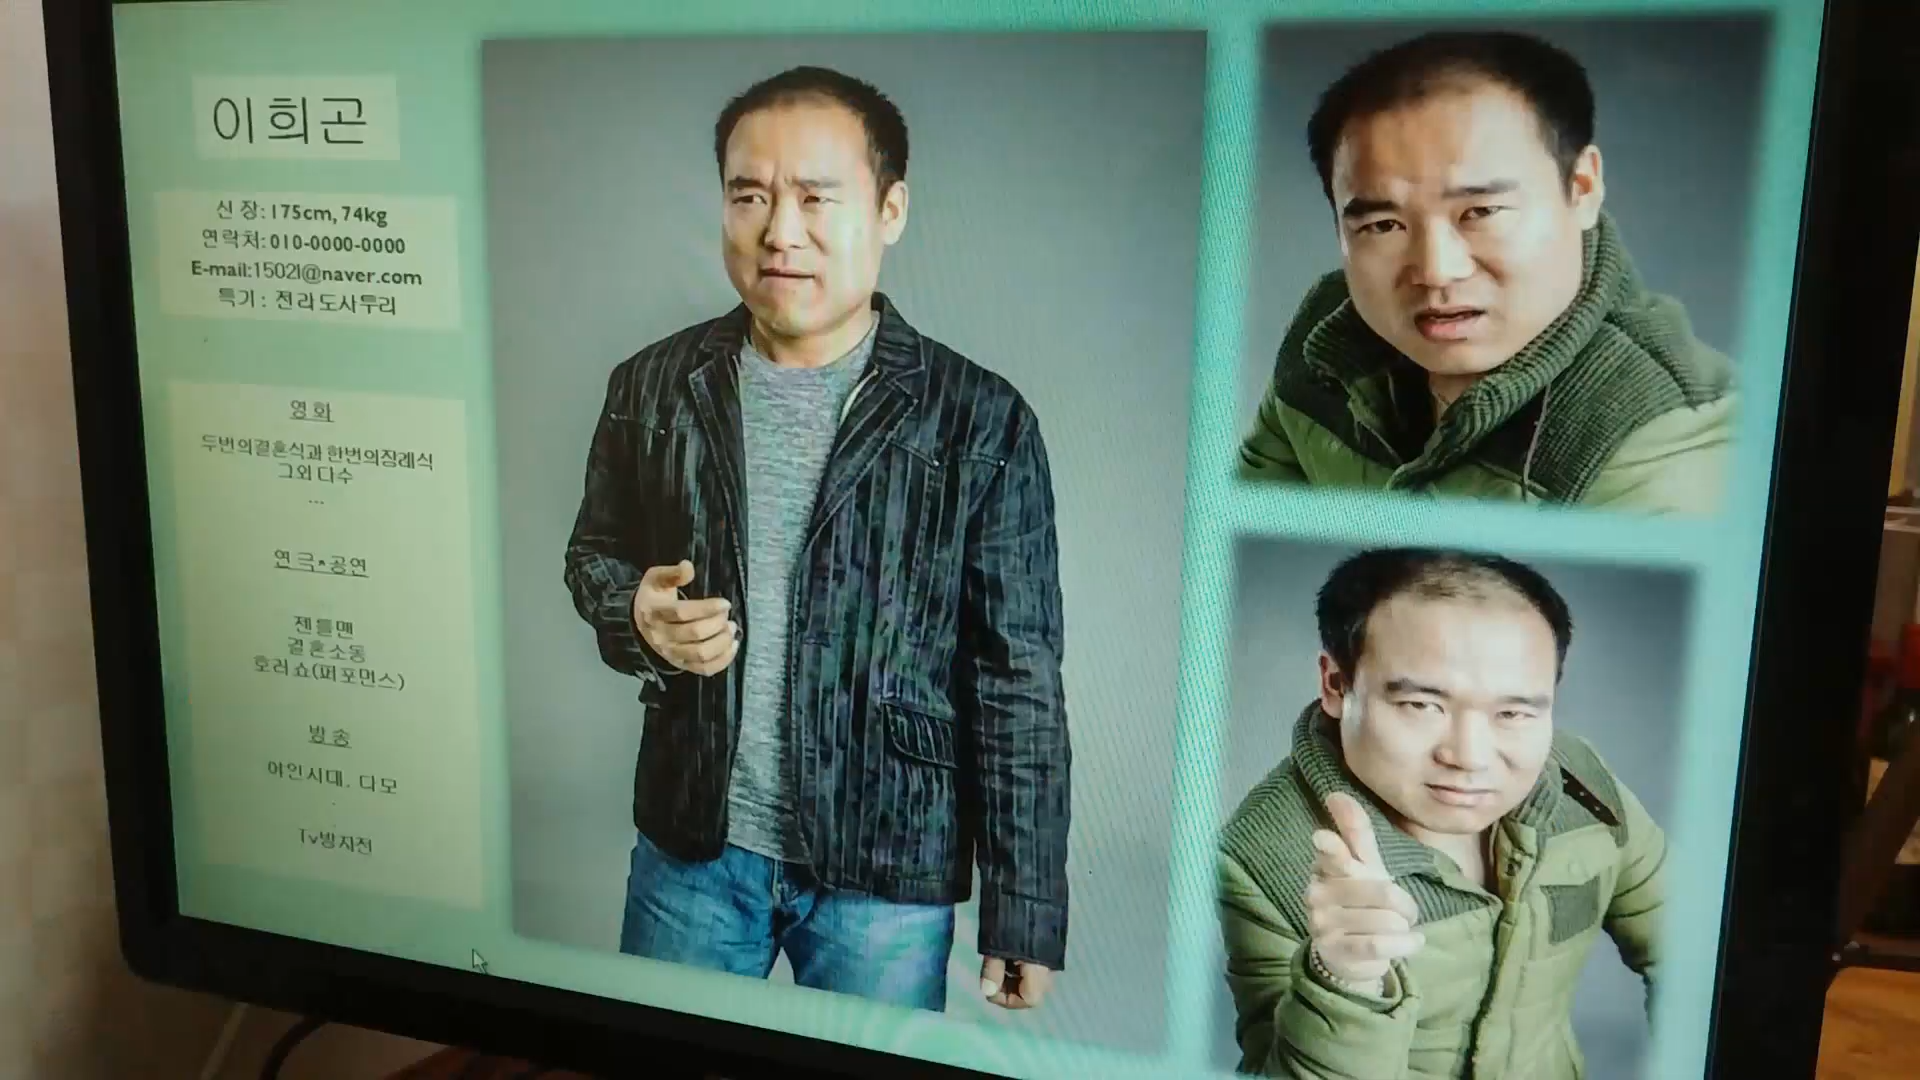 이희곤
신 장: 175cm, 74kg
연락처: 010-0000-0000
E-mail:1502l@naver.com
특기 : 전라도사투리
영 화
두번의결혼식과 한번의장례식
그외 다수
...
연 극*공연
젠틀맨
결혼소동
호러쇼(퍼포먼스)
방 송
야인시대. 다모
Tv방자전